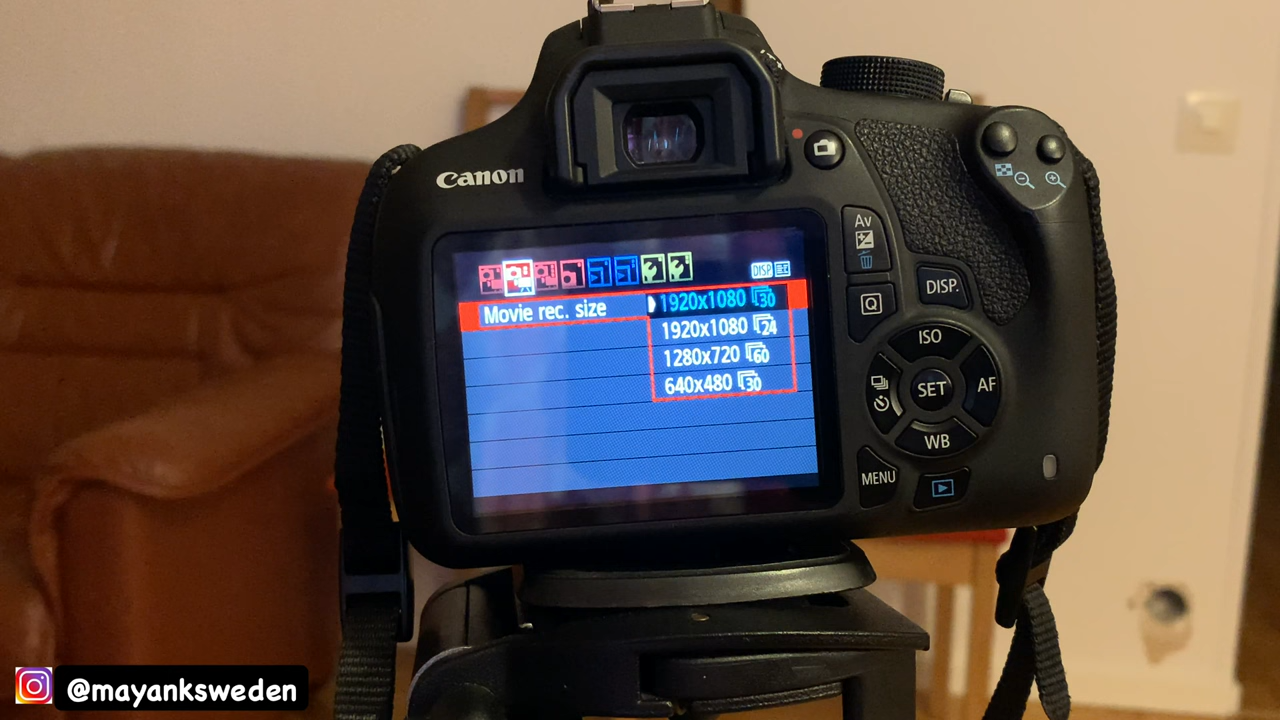 Canon
DISP
Movie rec. size
1920x1080 30
1920x1080 24
1280x720 60
640x480 30
Av
Q
DISP.
ISO
AF
SET
WB
MENU
@mayanksweden